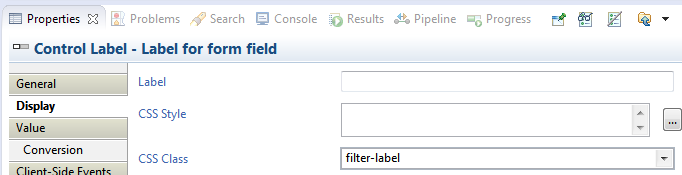 Properties Problems Search Console Results Pipeline Progress
Control Label - Label for form field
General
Label
Display
CSS Style
...
Value
Conversion
CSS Class filter-label
Client-Side Events